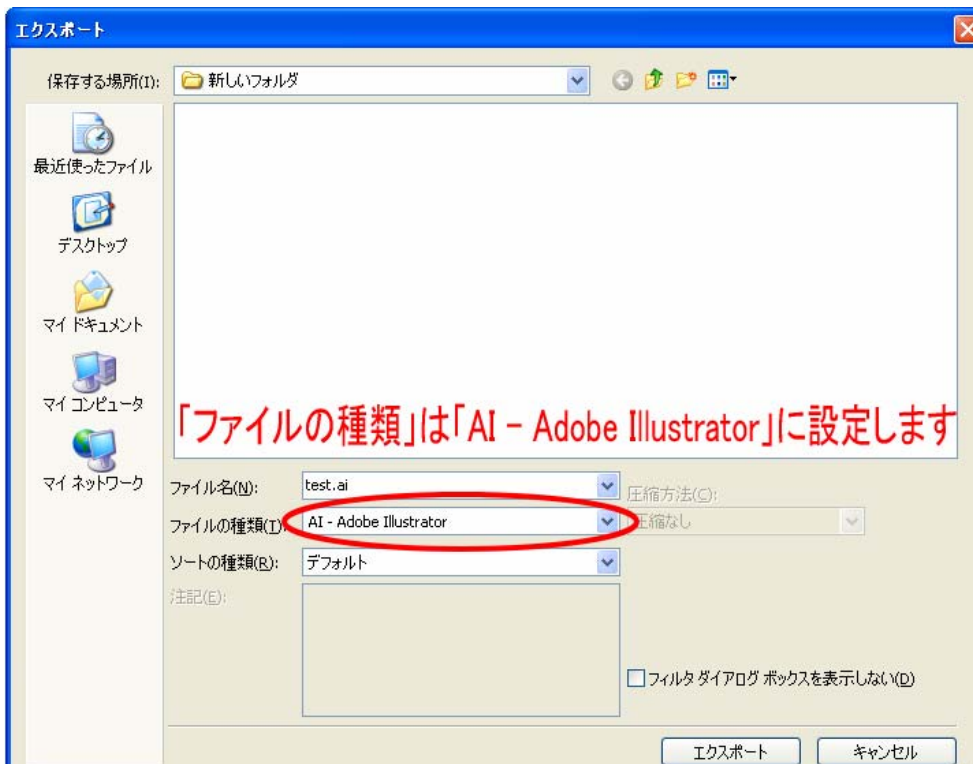 エクスポート
保存する場所(I):
新しいフォルダ
最近使ったファイル
デスクトップ
マイ ドキュメント
マイ コンピュータ
マイ ネットワーク
「ファイルの種類」は「AI - Adobe Illustrator」に設定します
ファイル名(N):
test.ai
圧縮方法(C):
ファイルの種類(T):
AI - Adobe Illustrator
圧縮なし
ソートの種類(R):
デフォルト
注記(E):
フィルタ ダイアログ ボックスを表示しない(D)
エクスポート
キャンセル